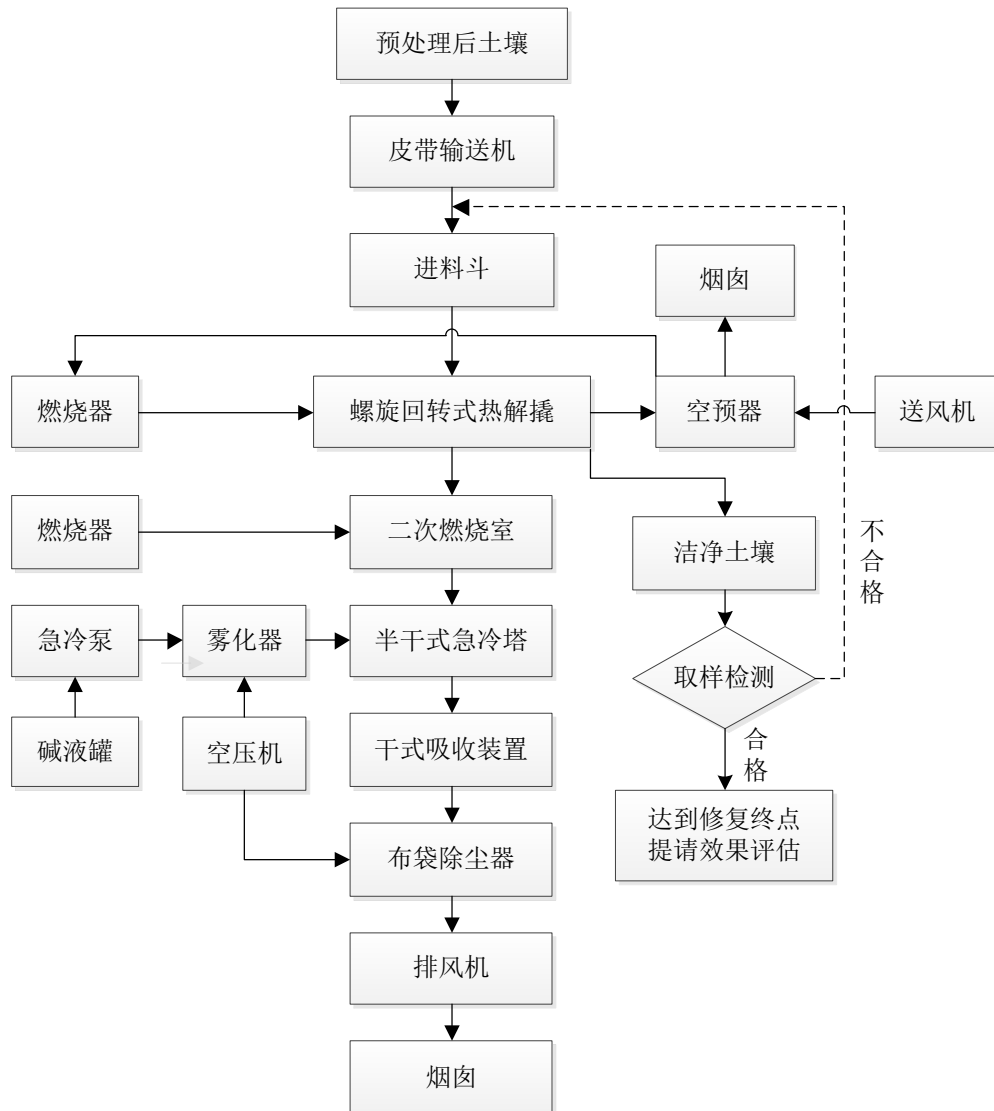 预处理后土壤
皮带输送机
进料斗
烟囱
燃烧器
螺旋回转式热解撬
空预器
送风机
燃烧器
二次燃烧室
洁净土壤
不
合
格
急冷泵
雾化器
半干式急冷塔
取样检测
碱液罐
空压机
干式吸收装置
合
格
达到修复终点
提请效果评估
布袋除尘器
排风机
烟囱